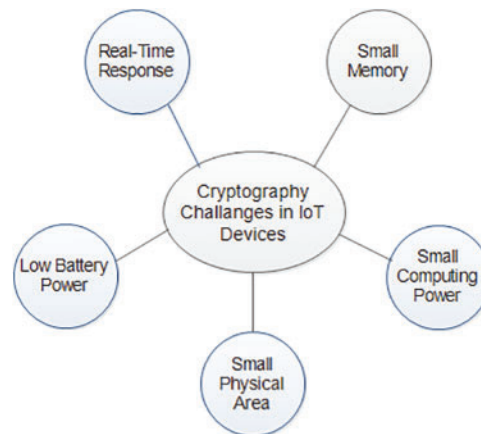 Real-Time
Response
Small
Memory
Cryptography
Challanges in IoT
Devices
Low Battery
Power
Small
Computing
Power
Small
Physical
Area